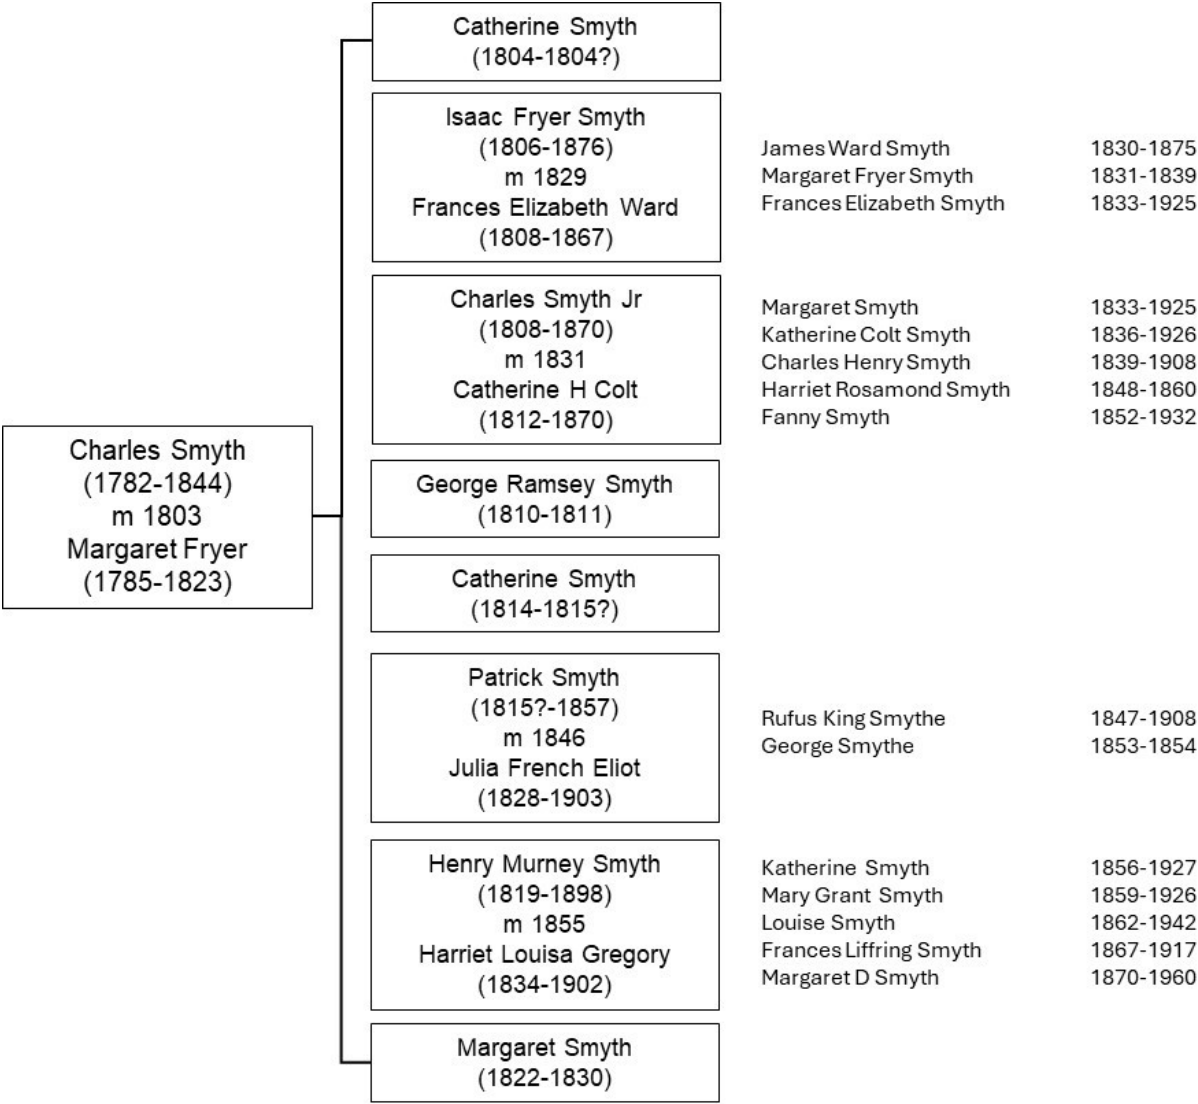 Catherine Smyth
(1804-1804?)
Isaac Fryer Smyth
(1806-1876)
m 1829
Frances Elizabeth Ward
(1808-1867)
James Ward Smyth 1830-1875
Margaret Fryer Smyth 1831-1839
Frances Elizabeth Smyth 1833-1925
Charles Smyth Jr
(1808-1870)
m 1831
Catherine H Colt
(1812-1870)
Margaret Smyth 1833-1925
Katherine Colt Smyth 1836-1926
Charles Henry Smyth 1839-1908
Harriet Rosamond Smyth 1848-1860
Fanny Smyth 1852-1932
Charles Smyth
(1782-1844)
m 1803
Margaret Fryer
(1785-1823)
George Ramsey Smyth
(1810-1811)
Catherine Smyth
(1814-1815?)
Patrick Smyth
(1815?-1857)
m 1846
Julia French Eliot
(1828-1903)
Rufus King Smythe 1847-1908
George Smythe 1853-1854
Henry Murney Smyth
(1819-1898)
m 1855
Harriet Louisa Gregory
(1834-1902)
Katherine Smyth 1856-1927
Mary Grant Smyth 1859-1926
Louise Smyth 1862-1942
Frances Liffring Smyth 1867-1917
Margaret D Smyth 1870-1960
Margaret Smyth
(1822-1830)